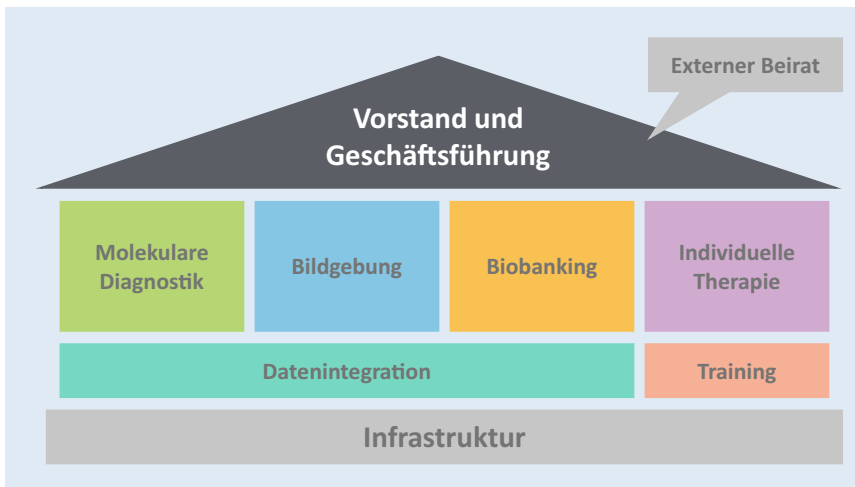 Externer Beirat
Vorstand und
Geschäftsführung
Molekulare
Diagnostik
Bildgebung
Biobanking
Individuelle
Therapie
Datenintegration
Training
Infrastruktur